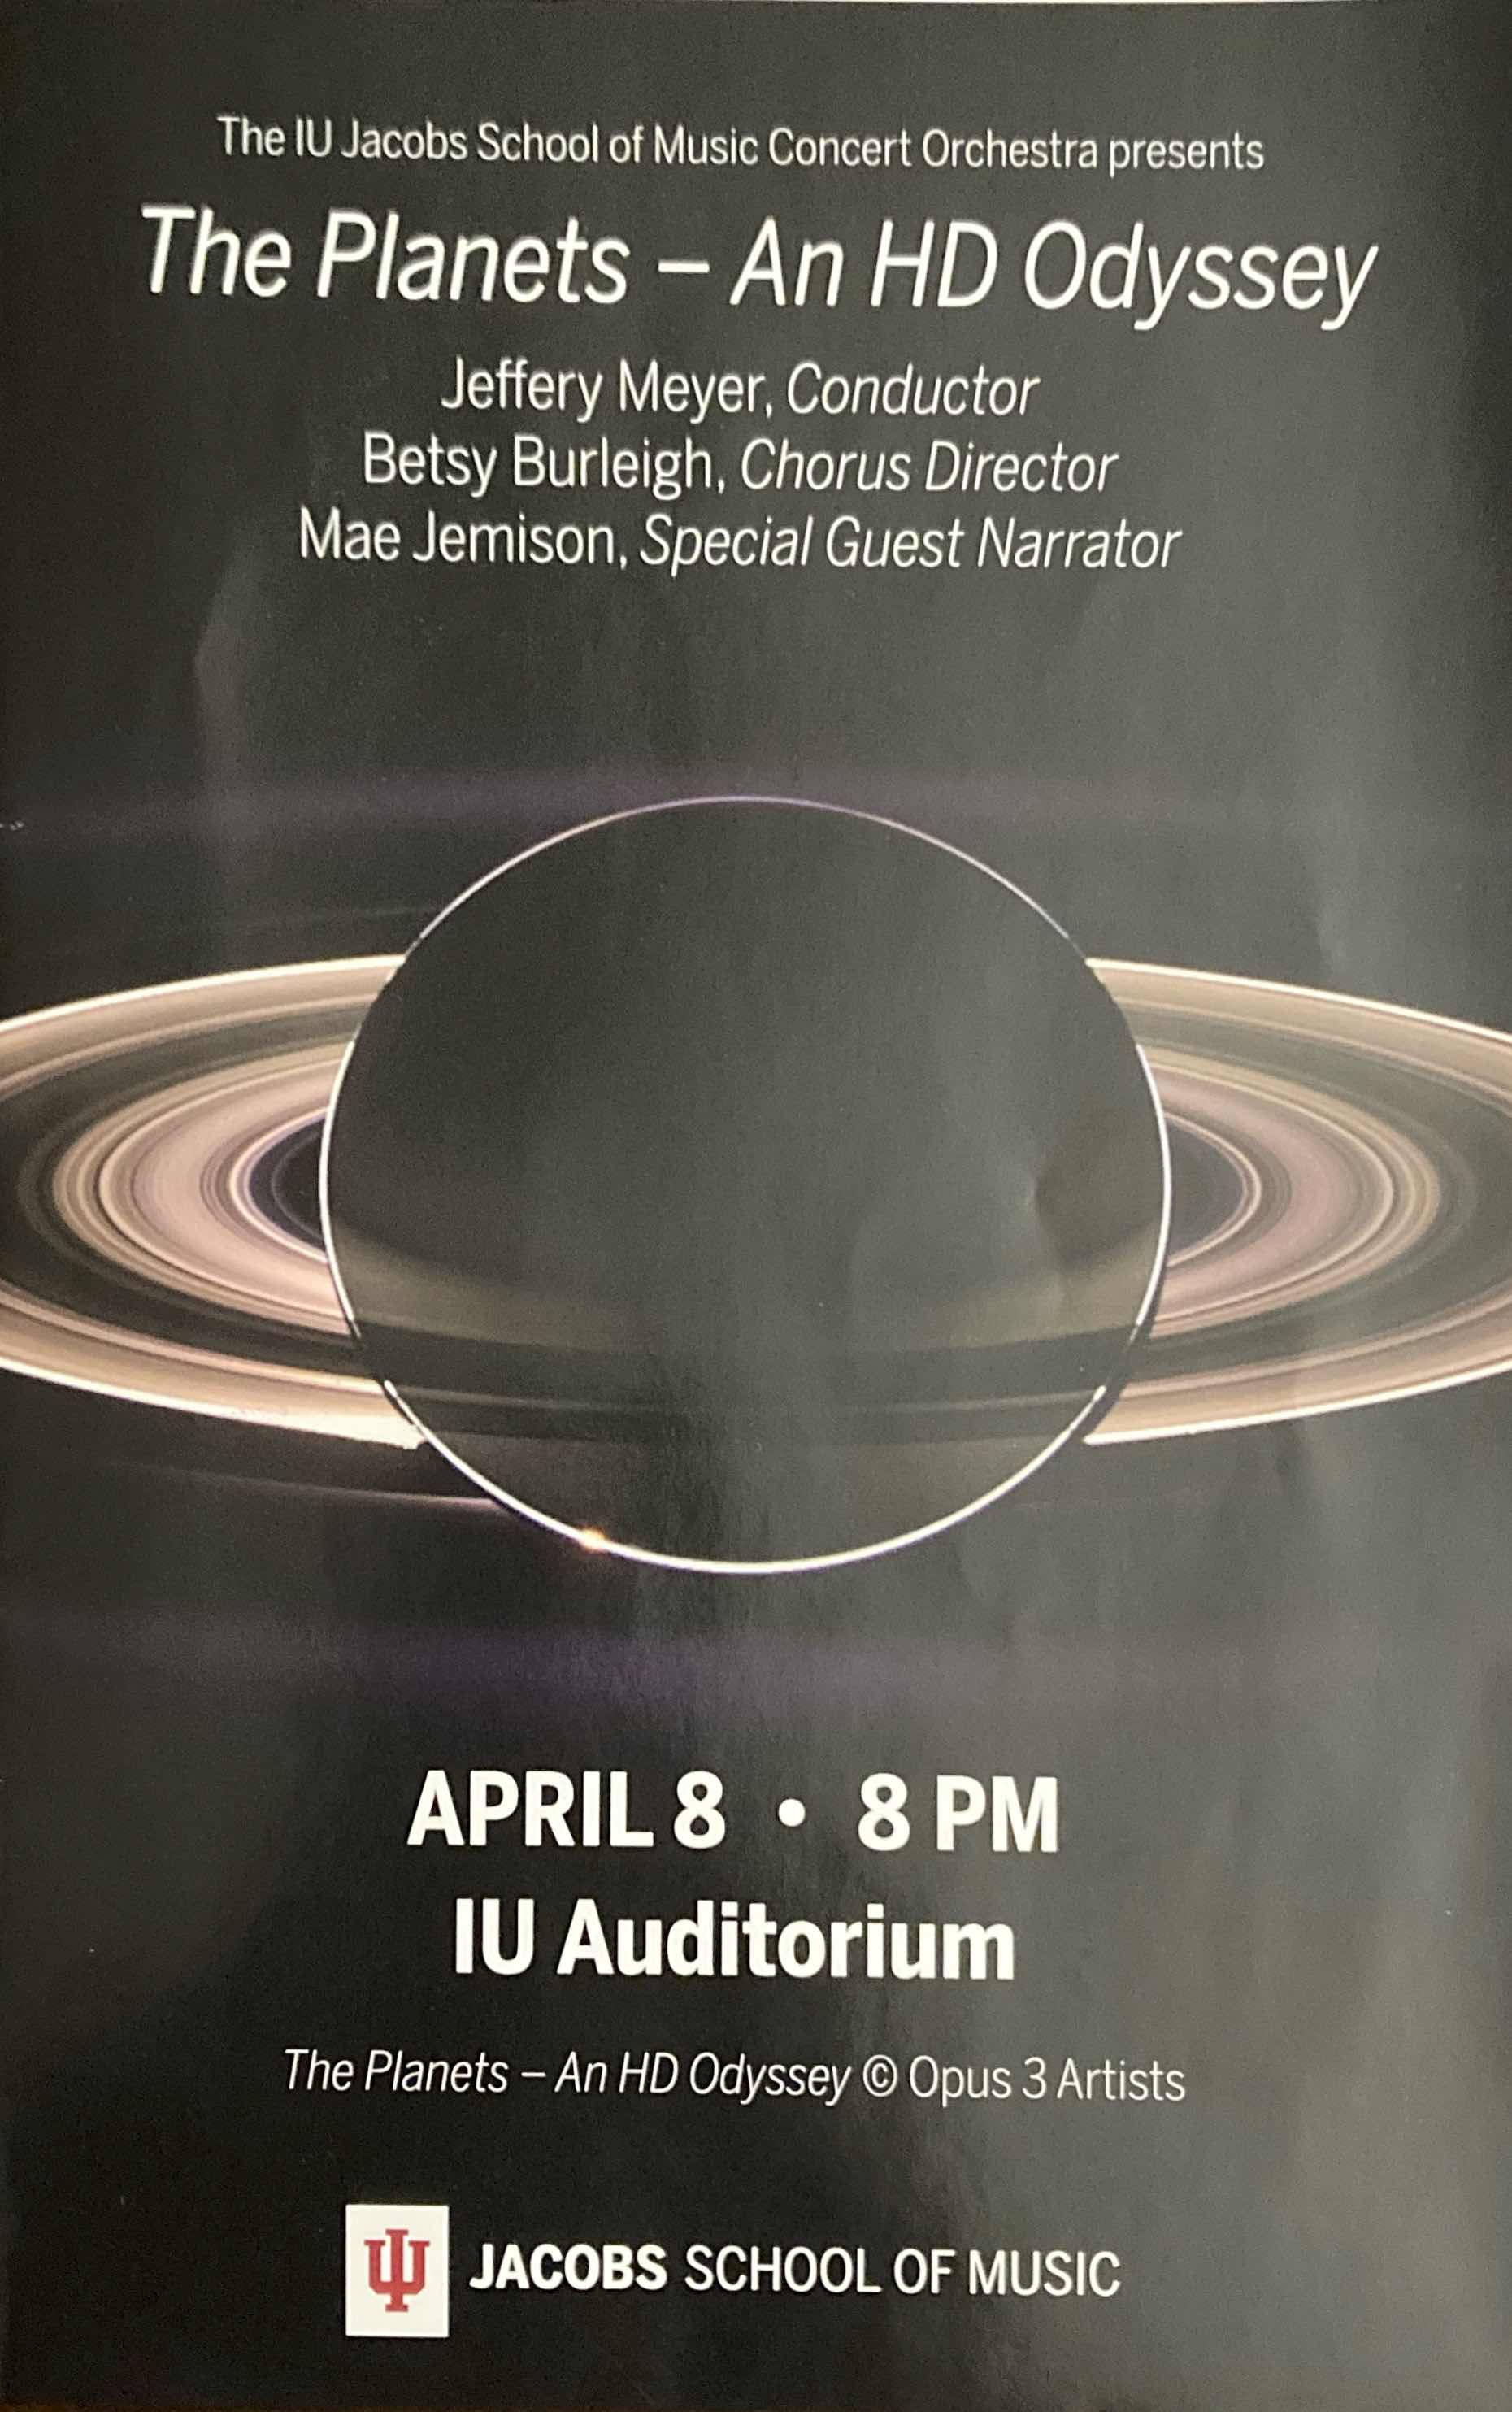 The IU Jacobs School of Music Concert Orchestra presents
The Planets – An HD Odyssey
Jeffery Meyer, Conductor
Betsy Burleigh, Chorus Director
Mae Jemison, Special Guest Narrator
APRIL 8 • 8 PM
IU Auditorium
The Planets – An HD Odyssey © Opus 3 Artists
IU JACOBS SCHOOL OF MUSIC